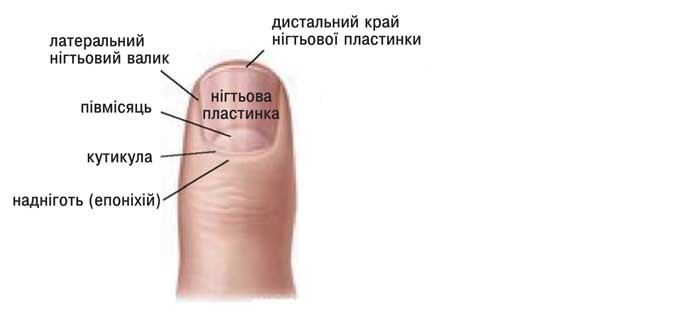 дистальний край
нігтьової пластинки
латеральний
нігтьовий валик
нігтьова
пластинка
півмісяць
кутикула
надніготь (епоніхій)